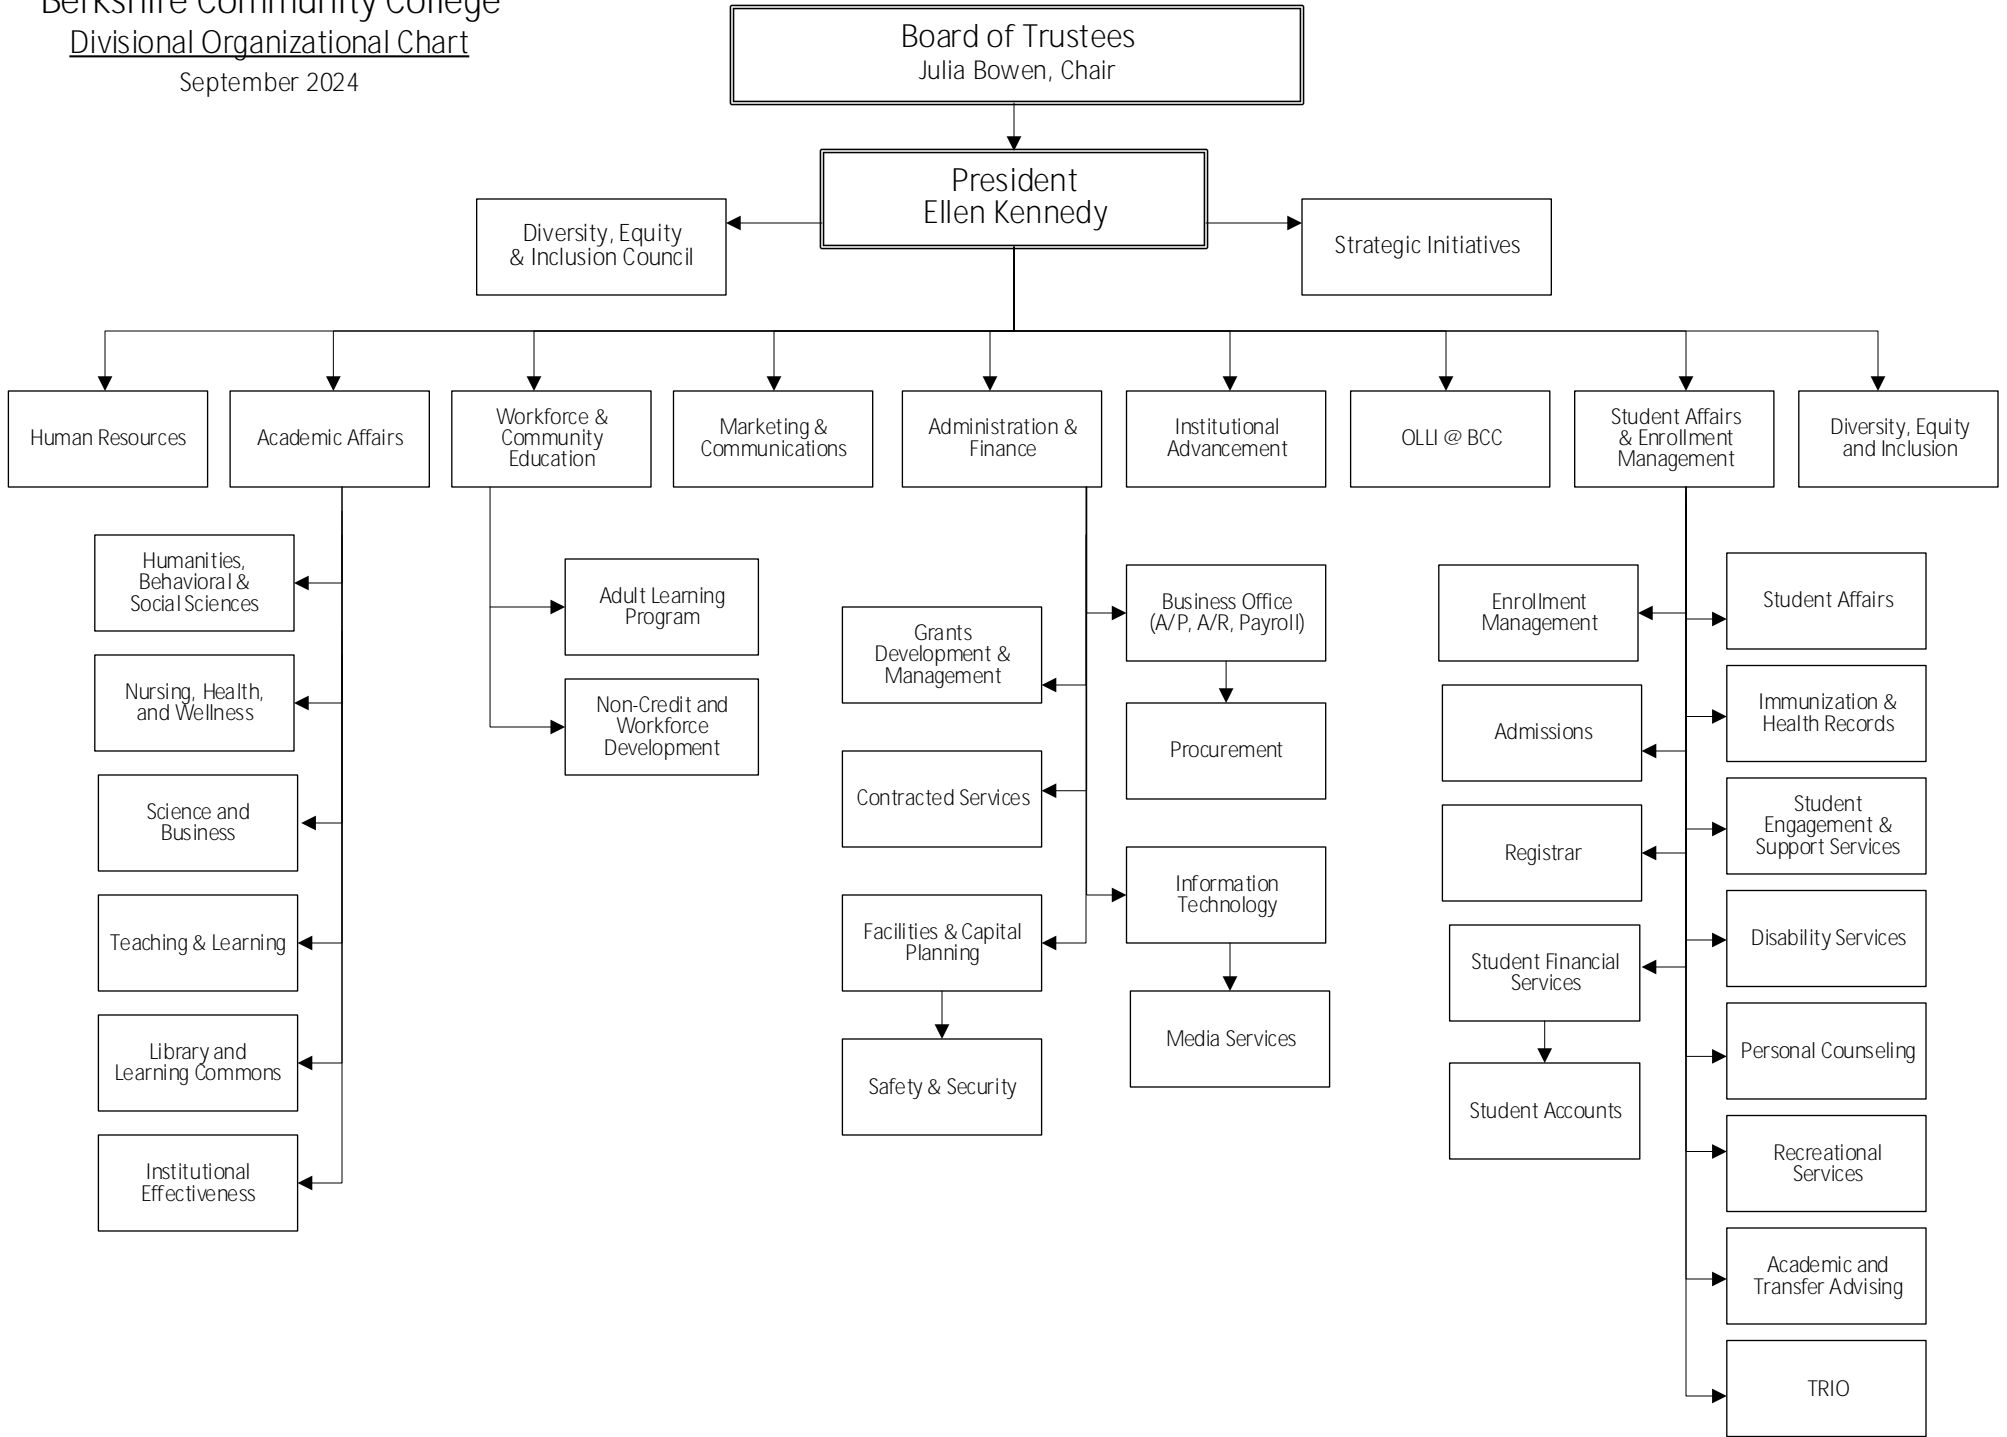 Berkshire Community College
Divisional Organizational Chart
September 2024
Board of Trustees
Julia Bowen, Chair
President
Ellen Kennedy
Diversity, Equity
& Inclusion Council
Strategic Initiatives
Human Resources
Academic Affairs
Workforce &
Community
Education
Marketing &
Communications
Administration &
Finance
Institutional
Advancement
OLLI @ BCC
Student Affairs
& Enrollment
Management
Diversity, Equity
and Inclusion
Humanities,
Behavioral &
Social Sciences
Nursing, Health,
and Wellness
Science and
Business
Teaching & Learning
Library and
Learning Commons
Institutional
Effectiveness
Adult Learning
Program
Non-Credit and
Workforce
Development
Grants
Development &
Management
Contracted Services
Facilities & Capital
Planning
Safety & Security
Business Office
(A/P, A/R, Payroll)
Procurement
Information
Technology
Media Services
Enrollment
Management
Admissions
Registrar
Student Financial
Services
Student Accounts
Student Affairs
Immunization &
Health Records
Student
Engagement &
Support Services
Disability Services
Personal Counseling
Recreational
Services
Academic and
Transfer Advising
TRIO